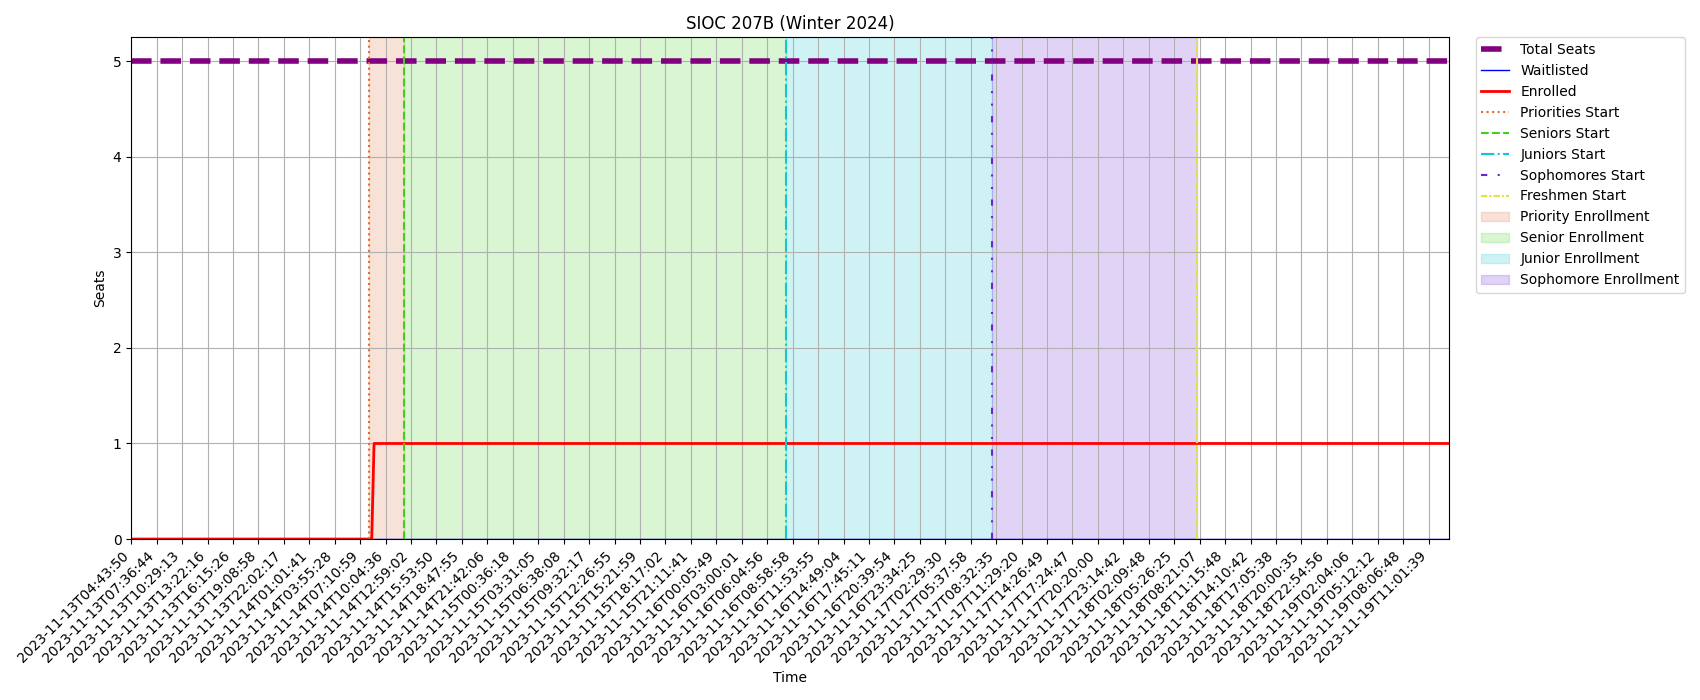 SIOC 207B (Winter 2024)
Total Seats
Waitlisted
Enrolled
Priorities Start
Seniors Start
Juniors Start
Sophomores Start
Freshmen Start
Priority Enrollment
Senior Enrollment
Junior Enrollment
Sophomore Enrollment
Seats
5
4
3
2
1
0
2023-11-13T04:43:50
2023-11-13T07:36:44
2023-11-13T10:29:13
2023-11-13T13:22:16
2023-11-13T16:15:26
2023-11-13T19:08:58
2023-11-13T22:02:17
2023-11-14T01:01:41
2023-11-14T03:55:28
2023-11-14T07:10:59
2023-11-14T10:04:36
2023-11-14T12:59:02
2023-11-14T15:53:50
2023-11-14T18:47:55
2023-11-14T21:42:06
2023-11-15T00:36:18
2023-11-15T03:31:05
2023-11-15T06:38:08
2023-11-15T09:32:17
2023-11-15T12:26:55
2023-11-15T15:21:59
2023-11-15T18:17:02
2023-11-15T21:11:41
2023-11-16T00:05:49
2023-11-16T03:00:01
2023-11-16T06:04:56
2023-11-16T08:58:58
2023-11-16T11:53:55
2023-11-16T14:49:04
2023-11-16T17:45:11
2023-11-16T20:39:54
2023-11-16T23:34:25
2023-11-17T02:29:30
2023-11-17T05:37:58
2023-11-17T08:32:35
2023-11-17T11:29:20
2023-11-17T14:26:49
2023-11-17T17:24:47
2023-11-17T20:20:00
2023-11-17T23:14:42
2023-11-18T02:09:48
2023-11-18T05:26:25
2023-11-18T08:21:07
2023-11-18T11:15:48
2023-11-18T14:10:42
2023-11-18T17:05:38
2023-11-18T20:00:35
2023-11-18T22:54:56
2023-11-19T02:04:06
2023-11-19T05:12:12
2023-11-19T08:06:48
2023-11-19T11:01:39
Time